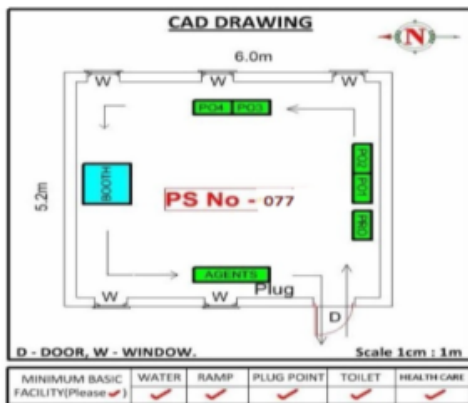 CAD DRAWING
N
6.0m
W W W
PO4 PO3
5.2m
BOOTH
PO2
PO1
PS No - 077
PRO
AGENTS
Plug
W W
D
D - DOOR, W - WINDOW. Scale 1cm : 1m
MINIMUM BASIC FACILITY(Please ✓) WATER RAMP PLUG POINT TOILET HEALTH CARE
✓ ✓ ✓ ✓ ✓